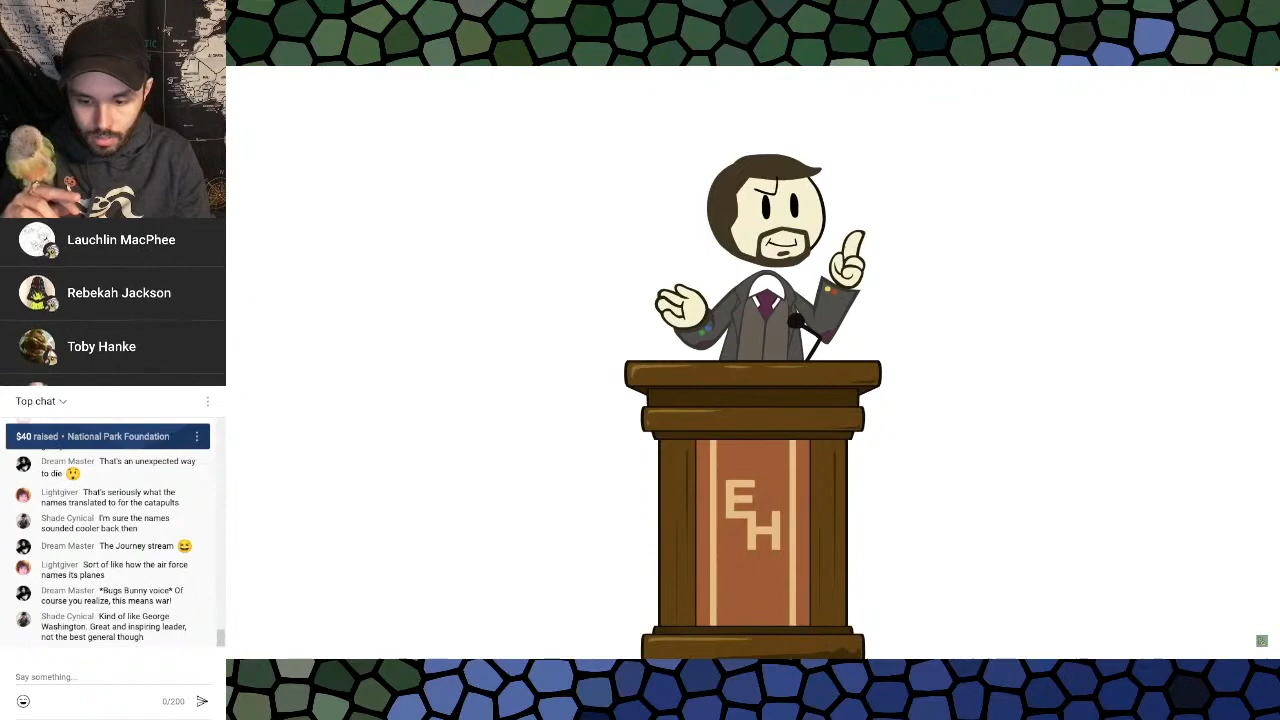 USA
TIC
Lauchlin MacPhee
Rebekah Jackson
Toby Hanke
Top chat
$40 raised • National Park Foundation
Dream Master That's an unexpected way
to die
Lightgiver That's seriously what the
names translated to for the catapults
Shade Cynical I'm sure the names
sounded cooler back then
Dream Master The Journey stream
Lightgiver Sort of like how the air force
names its planes
Dream Master *Bugs Bunny voice* Of
course you realize, this means war!
Shade Cynical Kind of like George
Washington. Great and inspiring leader,
not the best general though
Say something...
0/200
E
H